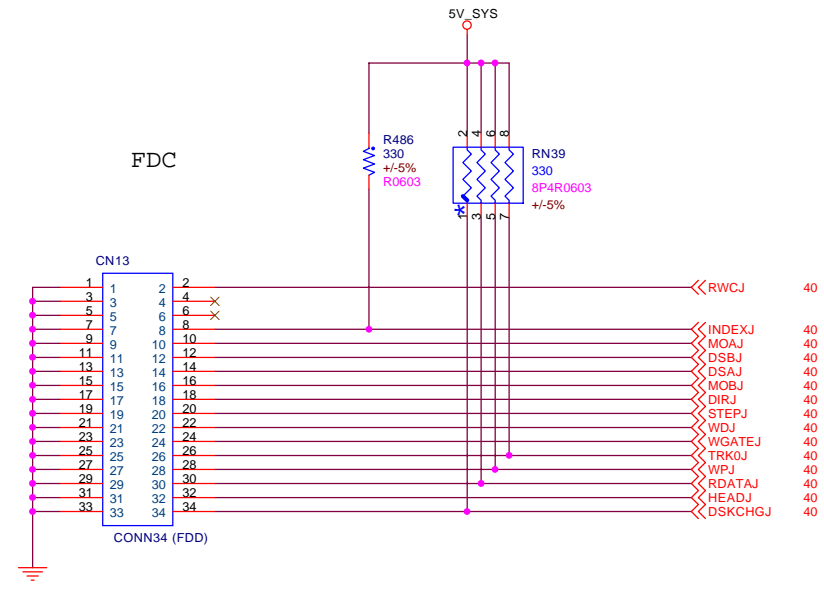 5V_SYS
2 4 6 8
R486
330
+/-5%
R0603
RN39
330
8P4R0603
+/-5%
* 1 3 5 7
FDC
CN13
1 1 2 2 RWCJ 40
3 3 4 4
5 5 6 6
7 7 8 8 INDEXJ 40
9 9 10 10 MOAJ 40
11 11 12 12 DSBJ 40
13 13 14 14 DSAJ 40
15 15 16 16 MOBJ 40
17 17 18 18 DIRJ 40
19 19 20 20 STEPJ 40
21 21 22 22 WDJ 40
23 23 24 24 WGATEJ 40
25 25 26 26 TRK0J 40
27 27 28 28 WPJ 40
29 29 30 30 RDATAJ 40
31 31 32 32 HEADJ 40
33 33 34 34 DSKCHGJ 40
CONN34 (FDD)